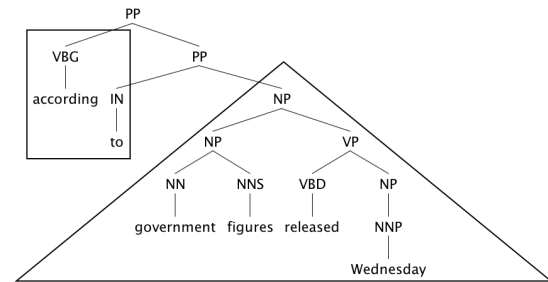 PP
VBG PP
according IN NP
to NP VP
NN NNS VBD NP
government figures released NNP
Wednesday